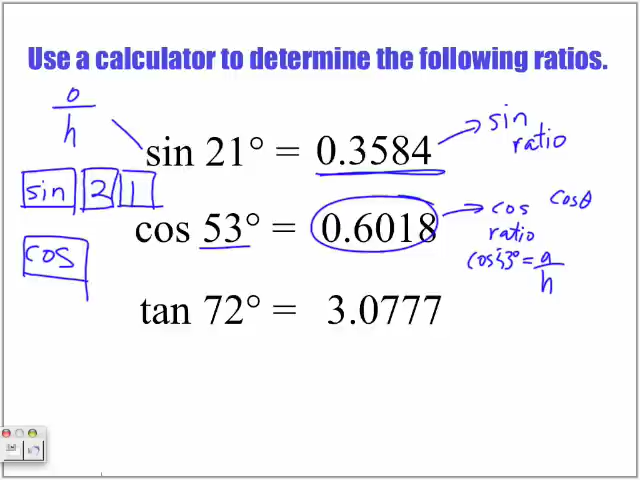 Use a calculator to determine the following ratios.
o
h
sin 21° = 0.3584
sin ratio
sin 2 1
cos 53° = 0.6018
cos ratio
cosθ
cos
cos53° = a
h
tan 72° = 3.0777